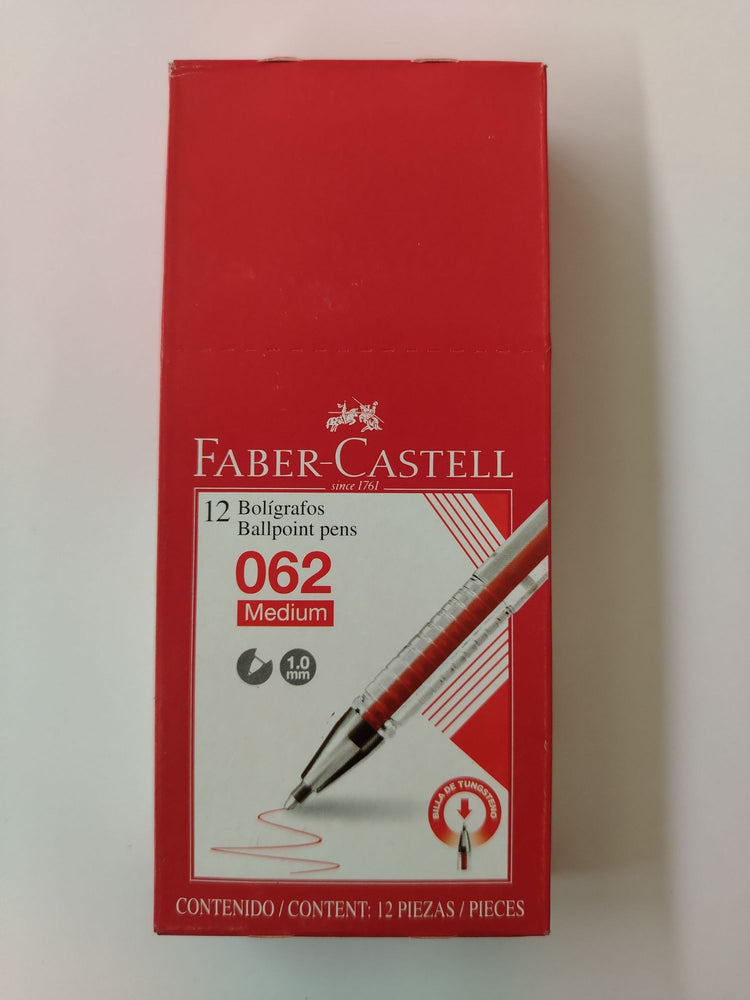 FABER-CASTELL
since 1761
12 Bolígrafos
Ballpoint pens
062
Medium
1.0
mm
BILLA DE TUNGSTENO
CONTENIDO / CONTENT: 12 PIEZAS / PIECES